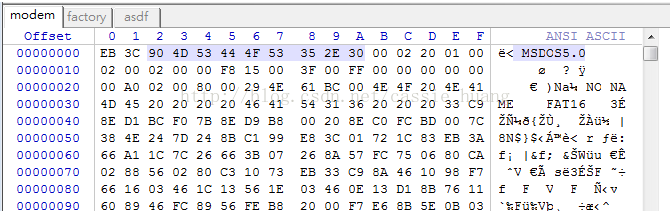 modem factory asdf
Offset 0 1 2 3 4 5 6 7 8 9 A B C D E F ANSI ASCII
00000000 EB 3C 90 4D 53 44 4F 53 35 2E 30 00 02 20 01 00 ë< MSDOS5.0
00000010 02 00 02 00 00 F8 15 00 3F 00 FF 00 00 00 00 00 ø ? ÿ
00000020 00 A0 02 00 80 00 29 4E 61 BC 00 4E 4F 20 4E 41 € )Na¼ NO NA
00000030 4D 45 20 20 20 20 46 41 54 31 36 20 20 20 33 C9 ME FAT16 3É
00000040 8E D1 BC F0 7B 8E D9 B8 00 20 8E C0 FC BD 00 7C ŽÑ¼ð{ŽÙ¸ ŽÀü½ |
00000050 38 4E 24 7D 24 8B C1 99 E8 3C 01 72 1C 83 EB 3A 8N$}$‹Á™è< r ƒë:
00000060 66 A1 1C 7C 26 66 3B 07 26 8A 57 FC 75 06 80 CA f¡ |&f; &ŠWüu €Ê
00000070 02 88 56 02 80 C3 10 73 EB 33 C9 8A 46 10 98 F7 ˆV €Ã së3ÉŠF ˜÷
00000080 66 16 03 46 1C 13 56 1E 03 46 0E 13 D1 8B 76 11 f F V F Ñ‹v
00000090 60 89 46 FC 89 56 FE B8 20 00 F7 E6 8B 5E 0B 03 `‰Fü‰Vþ¸ ÷æ‹^